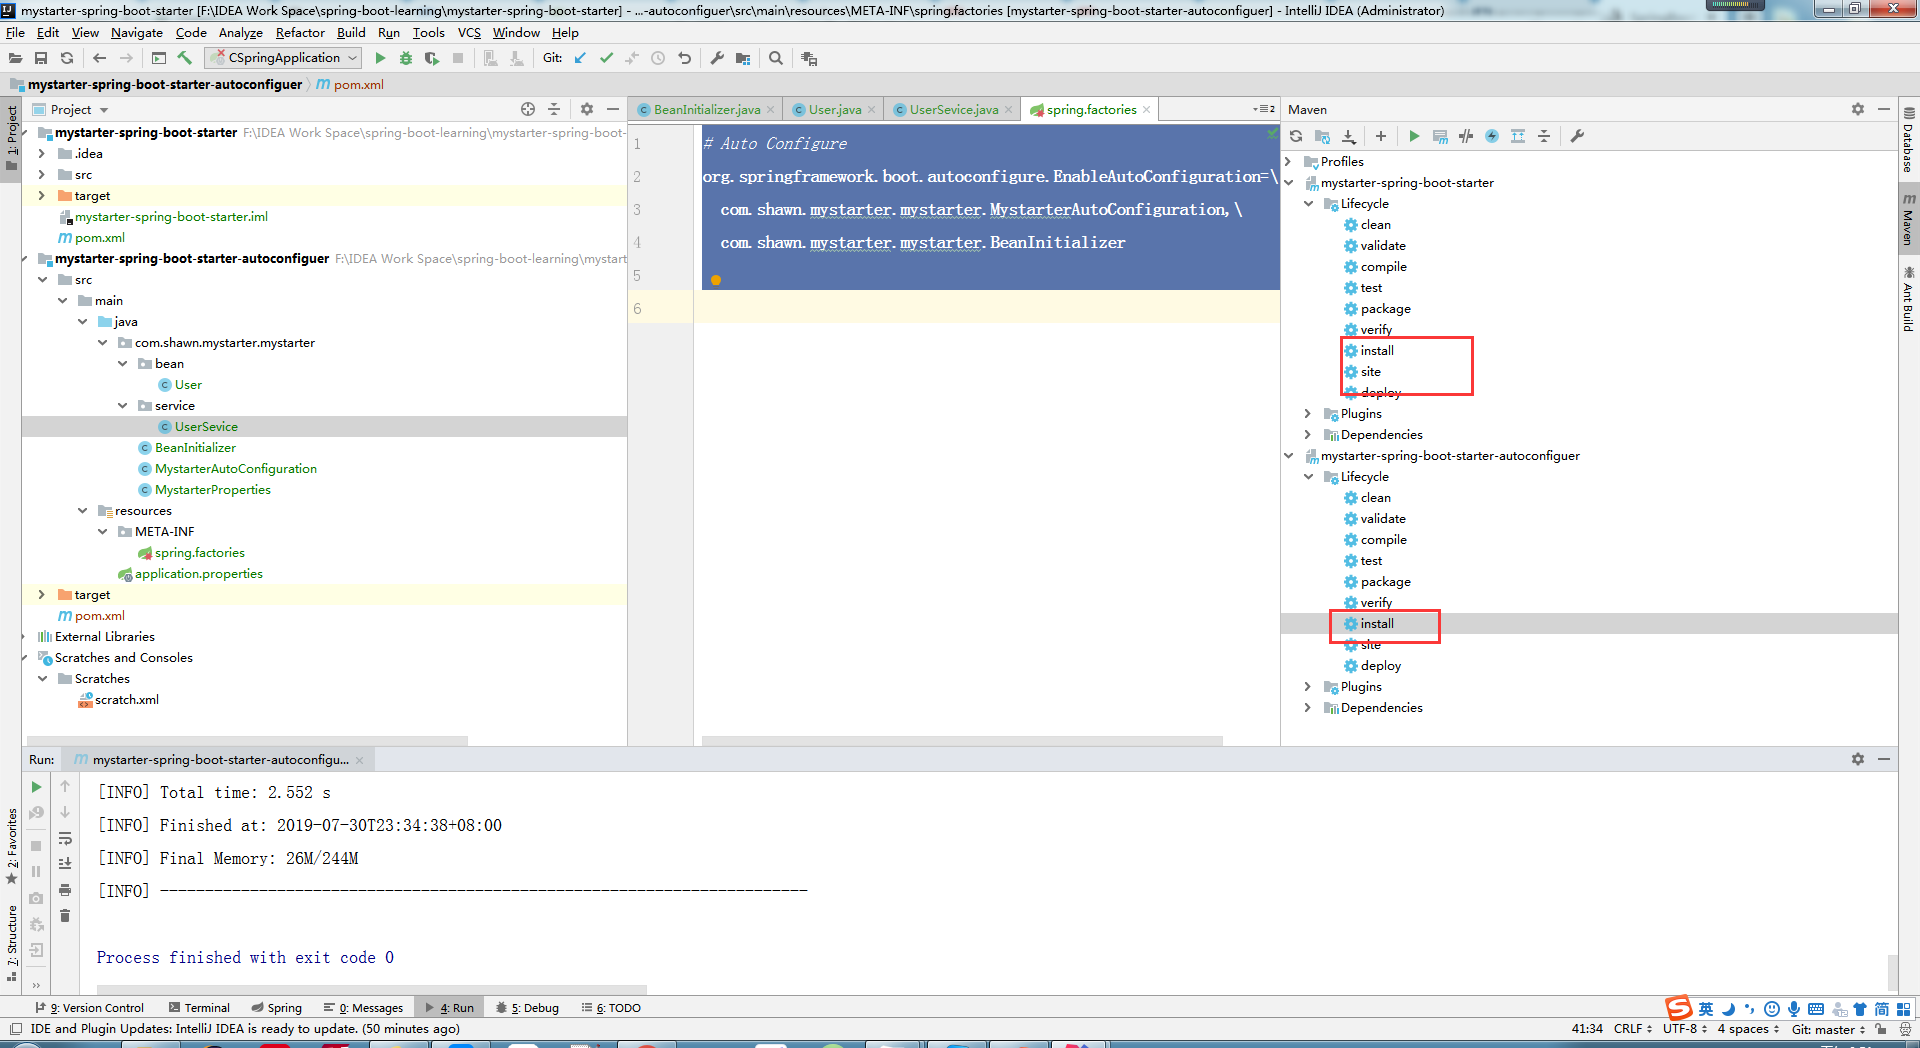 mystarter-spring-boot-starter [F:\IDEA Work Space\spring-boot-learning\mystarter-spring-boot-starter] - ...-autoconfiguer\src\main\resources\META-INF\spring.factories [mystarter-spring-boot-starter-autoconfiguer] - IntelliJ IDEA (Administrator)
File Edit View Navigate Code Analyze Refactor Build Run Tools VCS Window Help
CSpringApplication Git:
mystarter-spring-boot-starter-autoconfiguer pom.xml
1: Project
Project
mystarter-spring-boot-starter F:\IDEA Work Space\spring-boot-learning\mystarter-spring-boot-
.idea
src
target
mystarter-spring-boot-starter.iml
pom.xml
mystarter-spring-boot-starter-autoconfiguer F:\IDEA Work Space\spring-boot-learning\mystart
src
main
java
com.shawn.mystarter.mystarter
bean
User
service
UserSevice
BeanInitializer
MystarterAutoConfiguration
MystarterProperties
resources
META-INF
spring.factories
application.properties
target
pom.xml
External Libraries
Scratches and Consoles
Scratches
scratch.xml
BeanInitializer.java User.java UserSevice.java spring.factories 2
1 # Auto Configure
2 org.springframework.boot.autoconfigure.EnableAutoConfiguration=\
3 com.shawn.mystarter.mystarter.MystarterAutoConfiguration,\
4 com.shawn.mystarter.mystarter.BeanInitializer
5
6
Maven
Profiles
mystarter-spring-boot-starter
Lifecycle
clean
validate
compile
test
package
verify
install
site
deploy
Plugins
Dependencies
mystarter-spring-boot-starter-autoconfiguer
Lifecycle
clean
validate
compile
test
package
verify
install
site
deploy
Plugins
Dependencies
Database
Maven
Ant Build
Run: mystarter-spring-boot-starter-autoconfigu...
[INFO] Total time: 2.552 s
[INFO] Finished at: 2019-07-30T23:34:38+08:00
[INFO] Final Memory: 26M/244M
[INFO] ------------------------------------------------------------------------
Process finished with exit code 0
2: Favorites
7: Structure
9: Version Control Terminal Spring 0: Messages 4: Run 5: Debug 6: TODO
英 简
IDE and Plugin Updates: IntelliJ IDEA is ready to update. (50 minutes ago)
41:34 CRLF UTF-8 4 spaces Git: master